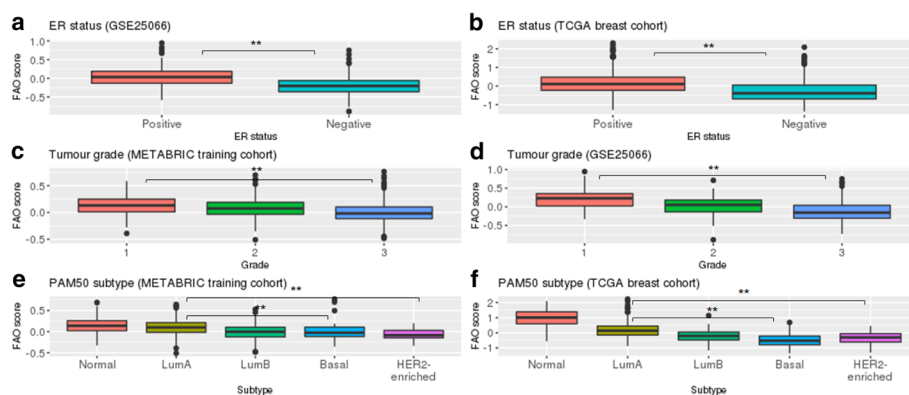 a
ER status (GSE25066)
**
FAO score
1.0
0.5
0.0
-0.5
Positive
Negative
ER status
b
ER status (TCGA breast cohort)
**
FAO score
2
1
0
-1
Positive
Negative
ER status
c
Tumour grade (METABRIC training cohort)
**
FAO score
0.5
0.0
-0.5
1
2
3
Grade
d
Tumour grade (GSE25066)
**
FAO score
1.0
0.5
0.0
-0.5
1
2
3
Grade
e
PAM50 subtype (METABRIC training cohort)
**
**
FAO score
0.5
0.0
-0.5
Normal
LumA
LumB
Basal
HER2-
enriched
Subtype
f
PAM50 subtype (TCGA breast cohort)
**
**
FAO score
2
1
0
-1
Normal
LumA
LumB
Basal
HER2-
enriched
Subtype